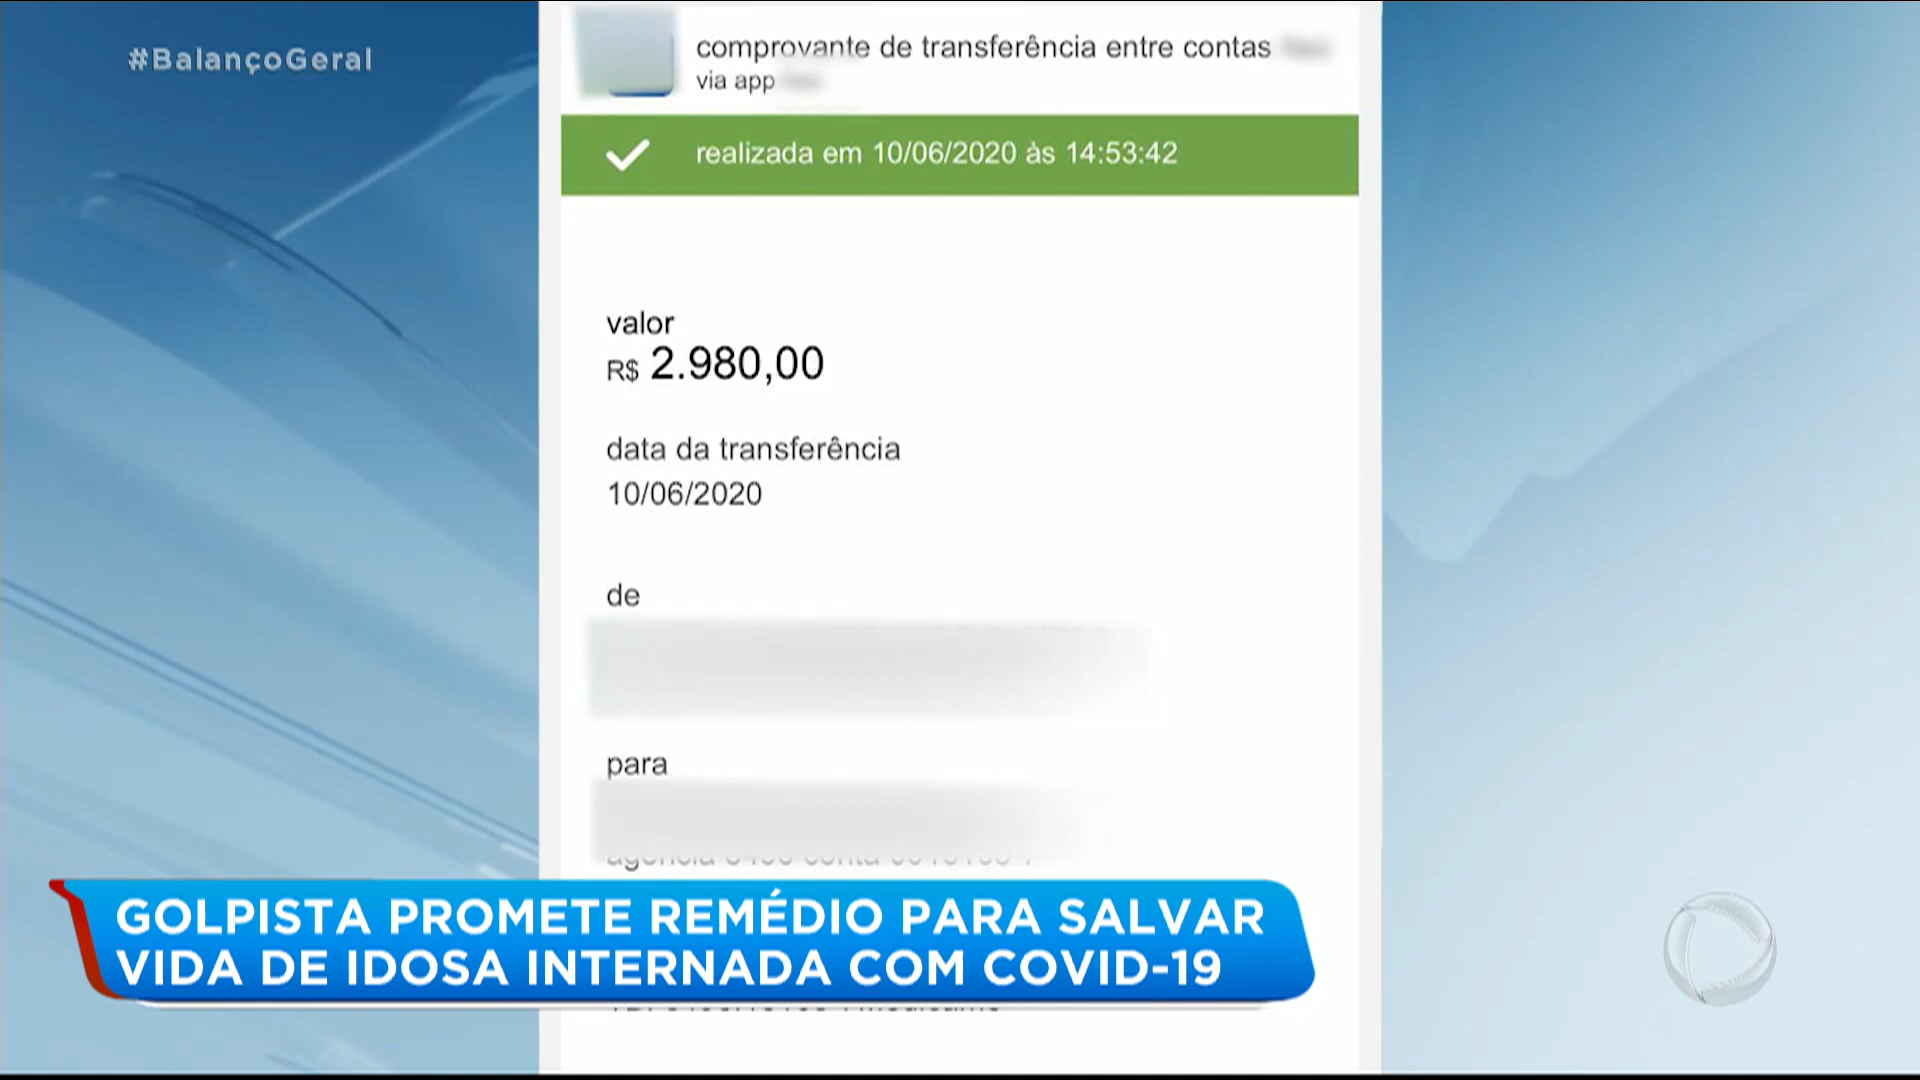 #BalançoGeral
comprovante de transferência entre contas
via app
realizada em 10/06/2020 às 14:53:42
valor
R$ 2.980,00
data da transferência
10/06/2020
de
para
GOLPISTA PROMETE REMÉDIO PARA SALVAR
VIDA DE IDOSA INTERNADA COM COVID-19